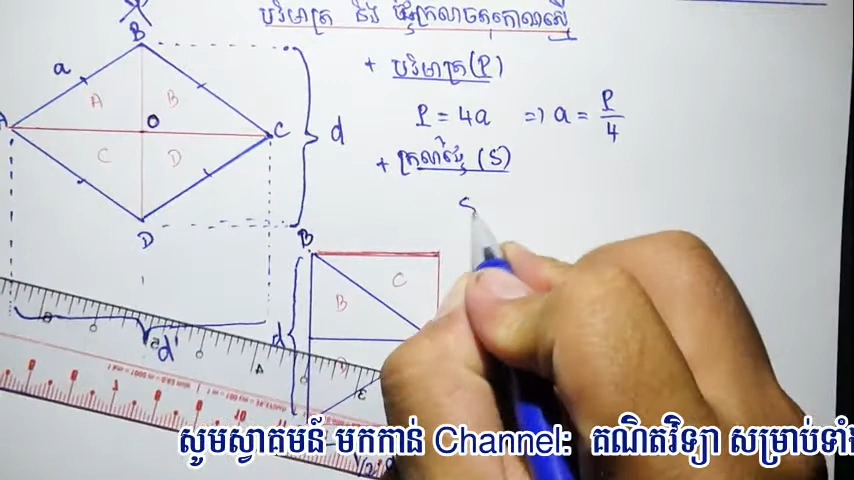 បរិមាត្រ និង ផ្ទៃក្រលាចតុកោណស្មើ
B
a
+ បរិមាត្រ(P)
A B
A O C
d
P = 4a => a = P/4
C D
+ ក្រលាផ្ទៃ (S)
D
S
B
C
B
d
d'
សូមស្វាគមន៍ មកកាន់ Channel: គណិតវិទ្យា សម្រាប់ទាំង